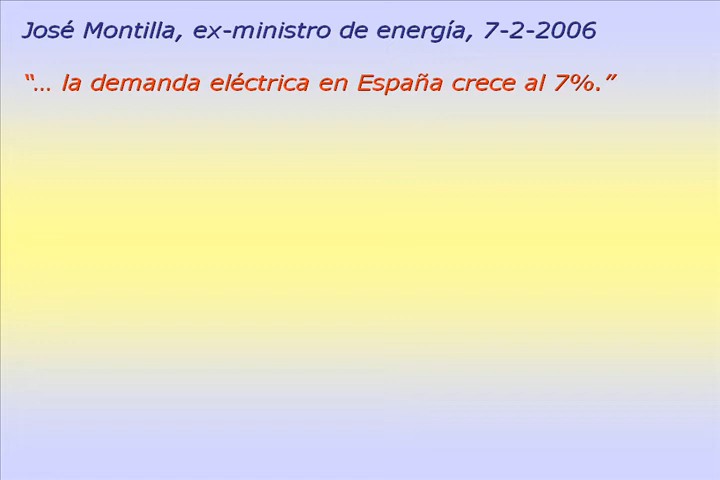 José Montilla, ex-ministro de energía, 7-2-2006
“... la demanda eléctrica en España crece al 7%.”